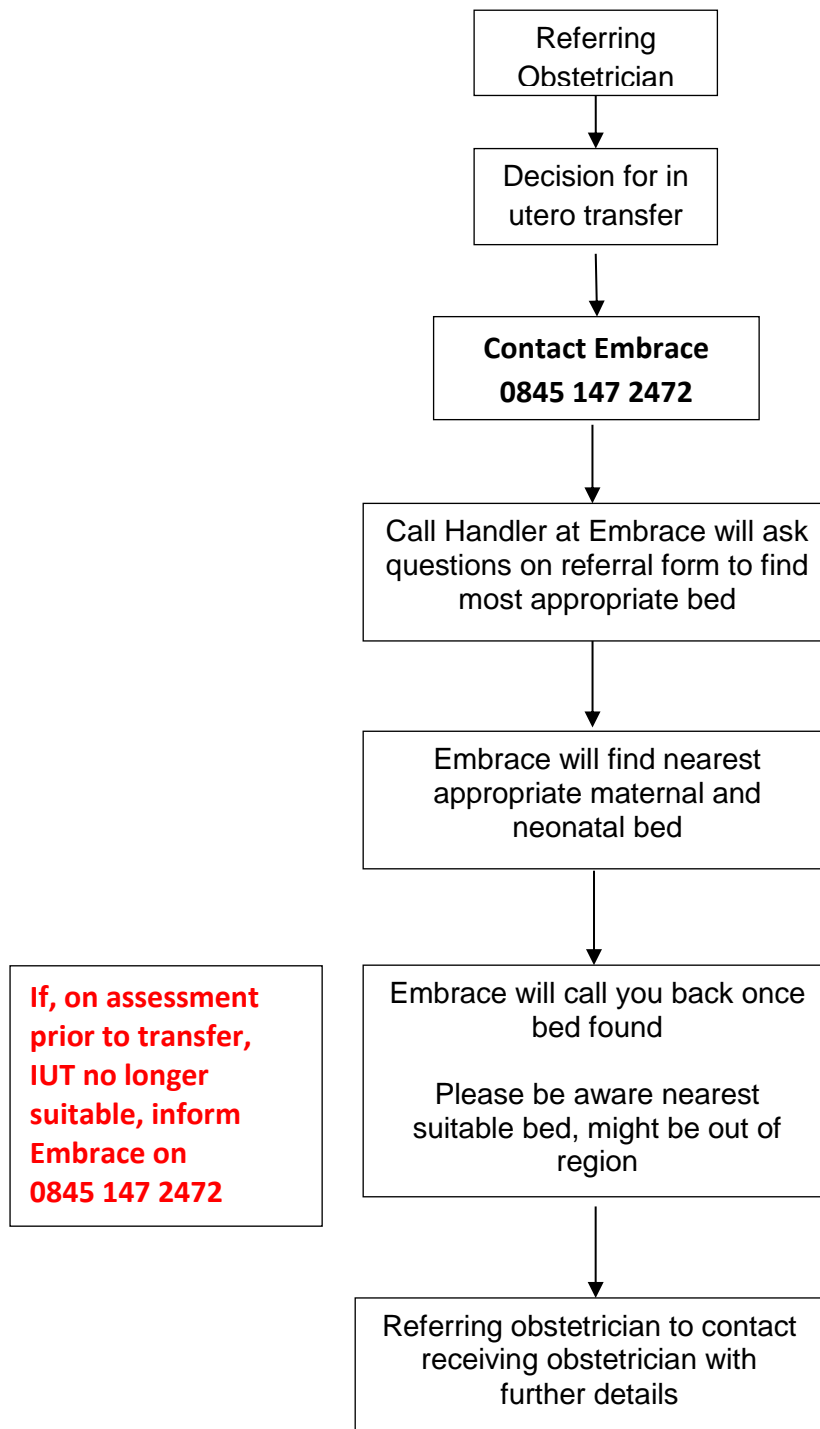 Referring
Obstetrician
Decision for in
utero transfer
Contact Embrace
0845 147 2472
Call Handler at Embrace will ask
questions on referral form to find
most appropriate bed
Embrace will find nearest
appropriate maternal and
neonatal bed
If, on assessment
prior to transfer,
IUT no longer
suitable, inform
Embrace on
0845 147 2472
Embrace will call you back once
bed found
Please be aware nearest
suitable bed, might be out of
region
Referring obstetrician to contact
receiving obstetrician with
further details